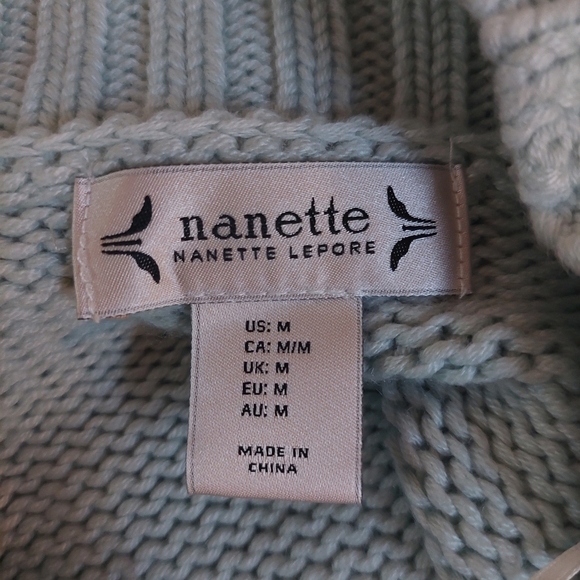 nanette
NANETTE LEPORE
US: M
CA: M/M
UK: M
EU: M
AU: M
MADE IN
CHINA